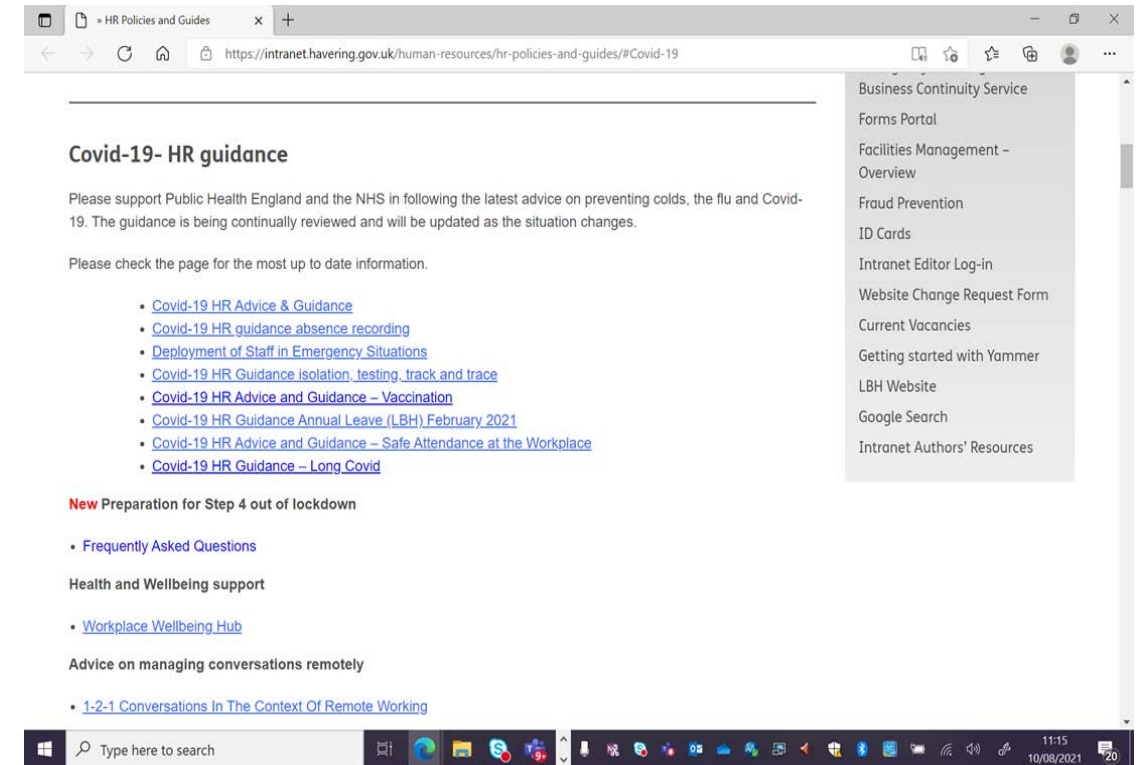 » HR Policies and Guides
https://intranet.havering.gov.uk/human-resources/hr-policies-and-guides/#Covid-19
Covid-19- HR guidance
Please support Public Health England and the NHS in following the latest advice on preventing colds, the flu and Covid-
19. The guidance is being continually reviewed and will be updated as the situation changes.
Please check the page for the most up to date information.
• Covid-19 HR Advice & Guidance
• Covid-19 HR guidance absence recording
• Deployment of Staff in Emergency Situations
• Covid-19 HR Guidance isolation, testing, track and trace
• Covid-19 HR Advice and Guidance – Vaccination
• Covid-19 HR Guidance Annual Leave (LBH) February 2021
• Covid-19 HR Advice and Guidance – Safe Attendance at the Workplace
• Covid-19 HR Guidance – Long Covid
New Preparation for Step 4 out of lockdown
• Frequently Asked Questions
Health and Wellbeing support
• Workplace Wellbeing Hub
Advice on managing conversations remotely
• 1-2-1 Conversations In The Context Of Remote Working
Business Continuity Service
Forms Portal
Facilities Management –
Overview
Fraud Prevention
ID Cards
Intranet Editor Log-in
Website Change Request Form
Current Vacancies
Getting started with Yammer
LBH Website
Google Search
Intranet Authors' Resources
Type here to search
9+
11:15
10/08/2021
20